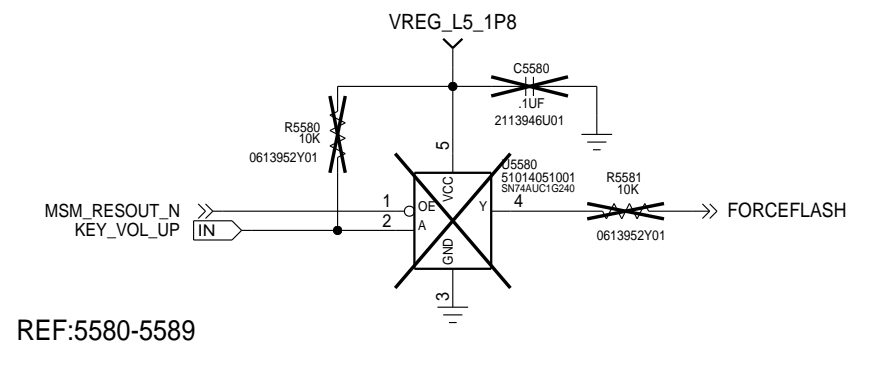 VREG_L5_1P8
C5580
.1UF
2113946U01
R5580
10K
0613952Y01
5
U5580
51014051001
SN74AUC1G240
R5581
10K
0613952Y01
MSM_RESOUT_N
1
OE
VCC
Y
4
FORCEFLASH
KEY_VOL_UP
IN
2
A
GND
3
REF:5580-5589